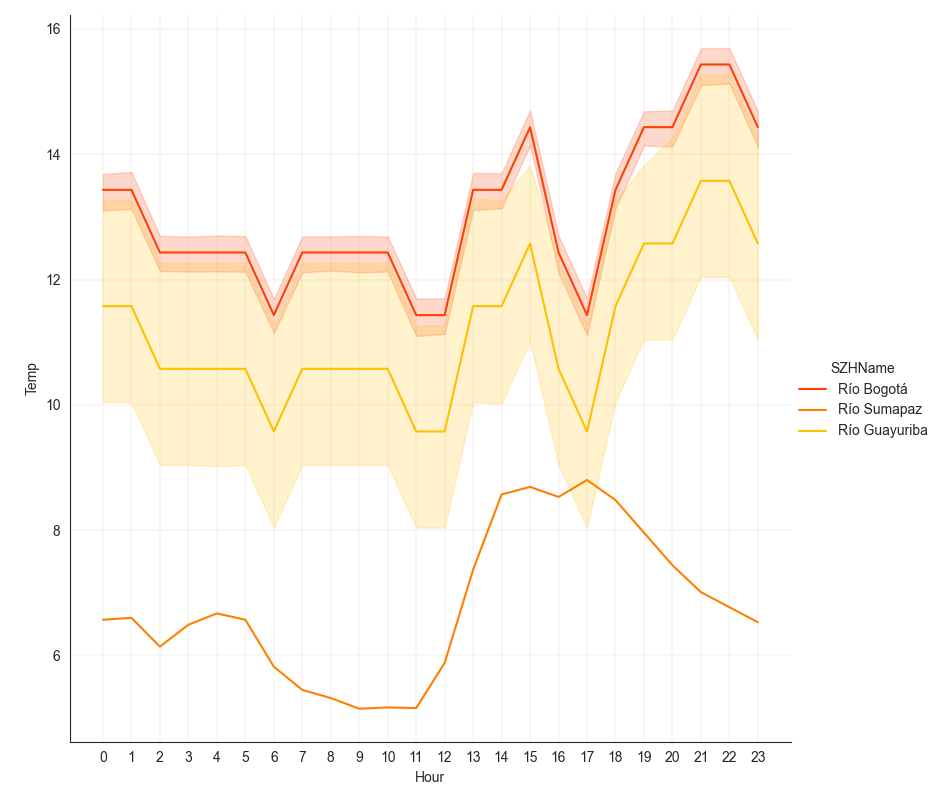 16
14
12
10
8
6
Temp
0 1 2 3 4 5 6 7 8 9 10 11 12 13 14 15 16 17 18 19 20 21 22 23
Hour
SZHName
Río Bogotá
Río Sumapaz
Río Guayuriba